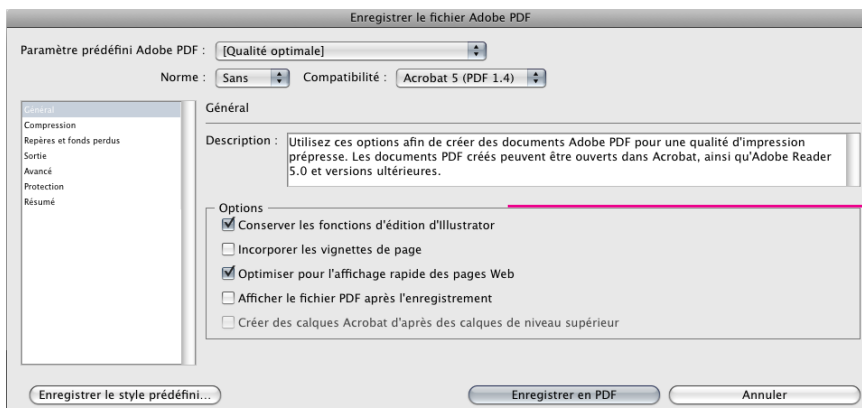 Enregistrer le fichier Adobe PDF
Paramètre prédéfini Adobe PDF : [Qualité optimale]
Norme : Sans Compatibilité : Acrobat 5 (PDF 1.4)
Général
Compression
Repères et fonds perdus
Sortie
Avancé
Protection
Résumé
Général
Description : Utilisez ces options afin de créer des documents Adobe PDF pour une qualité d'impression
prépresse. Les documents PDF créés peuvent être ouverts dans Acrobat, ainsi qu'Adobe Reader
5.0 et versions ultérieures.
Options
Conserver les fonctions d'édition d'Illustrator
Incorporer les vignettes de page
Optimiser pour l'affichage rapide des pages Web
Afficher le fichier PDF après l'enregistrement
Créer des calques Acrobat d'après des calques de niveau supérieur
Enregistrer le style prédéfini... Enregistrer en PDF Annuler